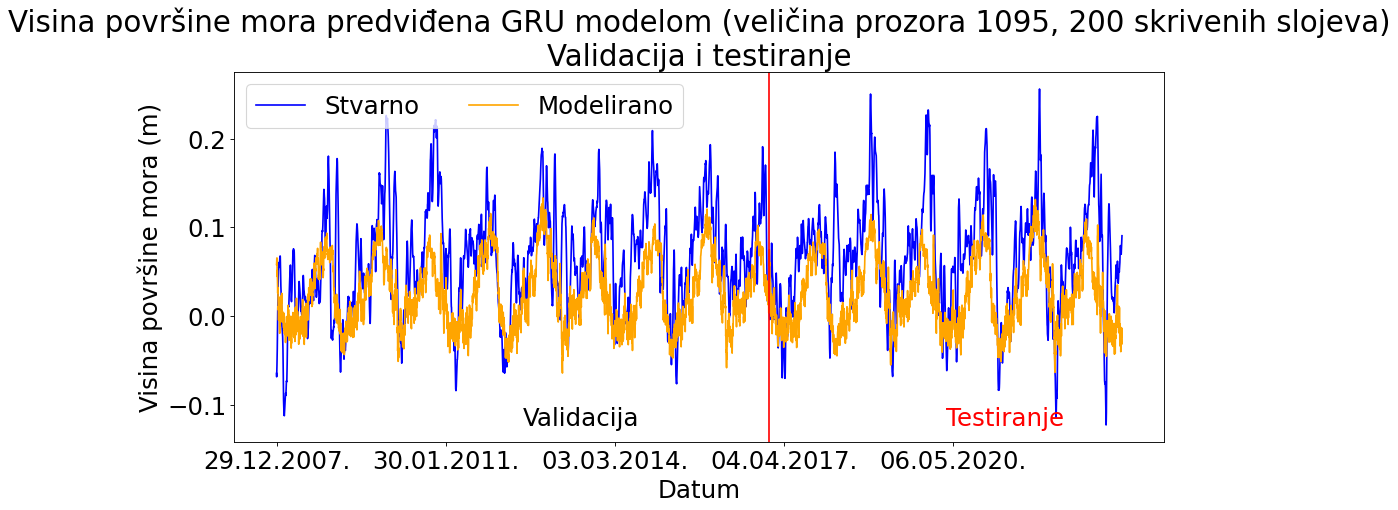 Visina površine mora predviđena GRU modelom (veličina prozora 1095, 200 skrivenih slojeva)
Validacija i testiranje
Stvarno Modelirano
Visina površine mora (m)
0.2
0.1
0.0
−0.1
Validacija Testiranje
29.12.2007. 30.01.2011. 03.03.2014. 04.04.2017. 06.05.2020.
Datum